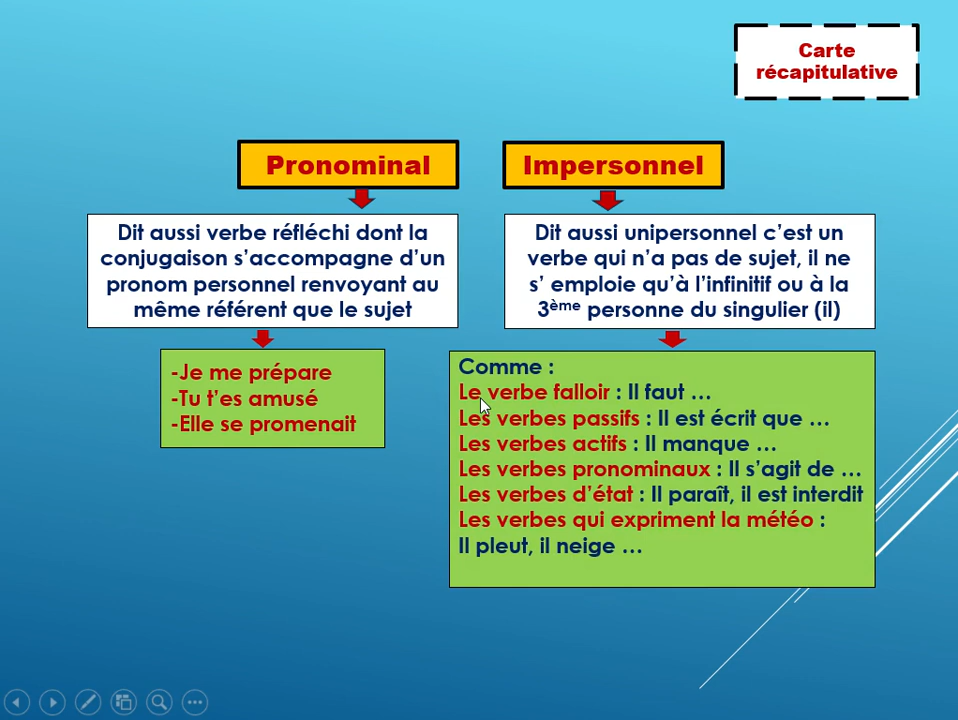 Carte
récapitulative
Pronominal
Impersonnel
Dit aussi verbe réfléchi dont la
conjugaison s’accompagne d’un
pronom personnel renvoyant au
même référent que le sujet
Dit aussi unipersonnel c’est un
verbe qui n’a pas de sujet, il ne
s’ emploie qu’à l’infinitif ou à la
3ème personne du singulier (il)
-Je me prépare
-Tu t’es amusé
-Elle se promenait
Comme :
Le verbe falloir : Il faut …
Les verbes passifs : Il est écrit que …
Les verbes actifs : Il manque …
Les verbes pronominaux : Il s’agit de …
Les verbes d’état : Il paraît, il est interdit
Les verbes qui expriment la météo :
Il pleut, il neige …